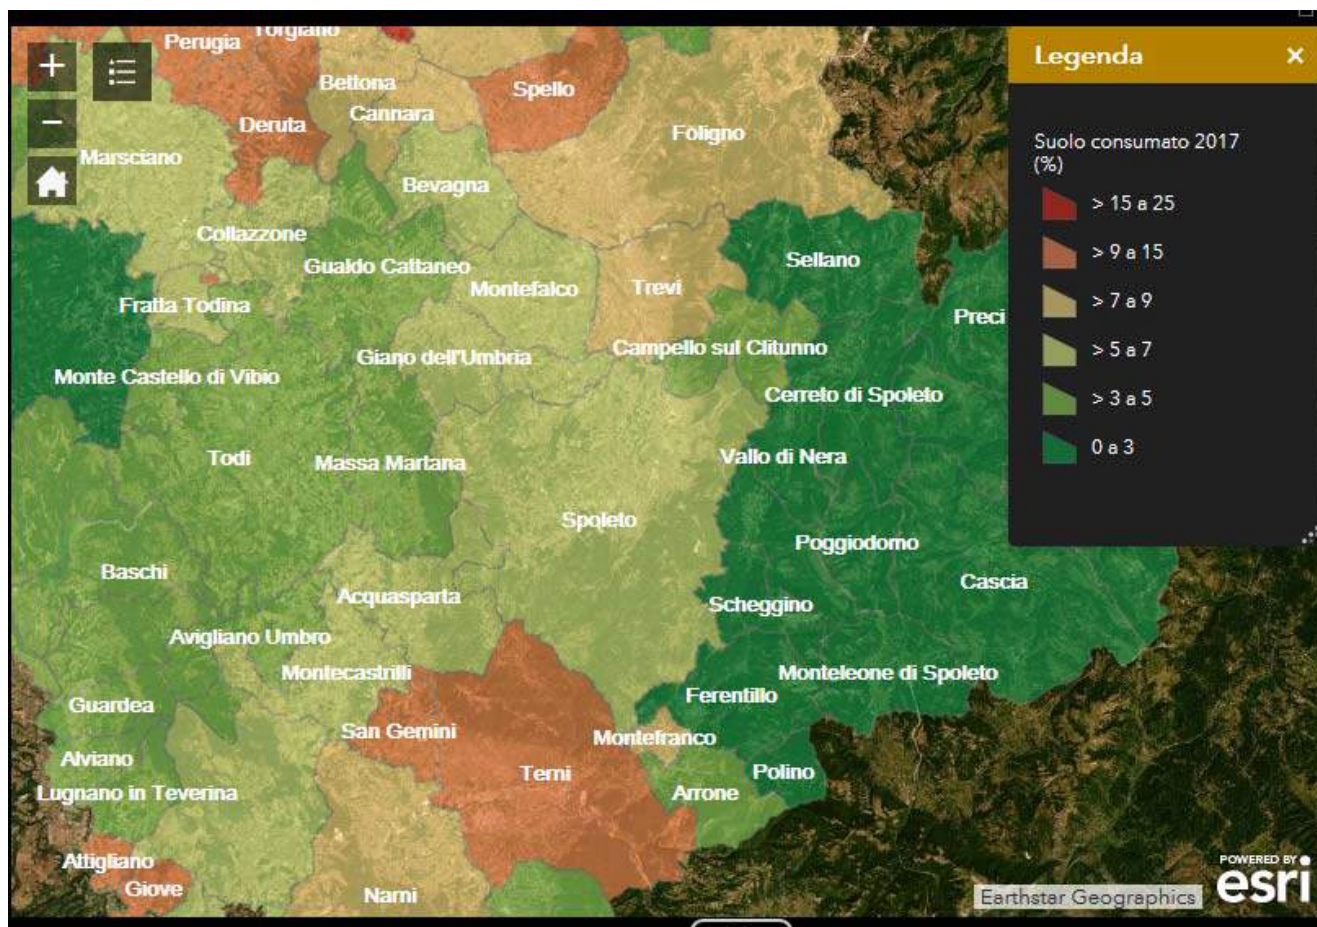 Torgiano
Perugia
Bettona
Spello
Cannara
Deruta
Foligno
Marsciano
Bevagna
Collazzone
Gualdo Cattaneo
Sellano
Montefalco
Trevi
Fratta Todina
Preci
Giano dell'Umbria
Campello sul Clitunno
Monte Castello di Vibio
Cerreto di Spoleto
Todi
Massa Martana
Vallo di Nera
Spoleto
Poggiodomo
Baschi
Cascia
Acquasparta
Scheggino
Avigliano Umbro
Montecastrilli
Monteleone di Spoleto
Ferentillo
Guardea
San Gemini
Montefranco
Alviano
Terni
Polino
Lugnano in Teverina
Arrone
Attigliano
Giove
Narni
Legenda
Suolo consumato 2017
(%)
> 15 a 25
> 9 a 15
> 7 a 9
> 5 a 7
> 3 a 5
0 a 3
POWERED BY
esri
Earthstar Geographics